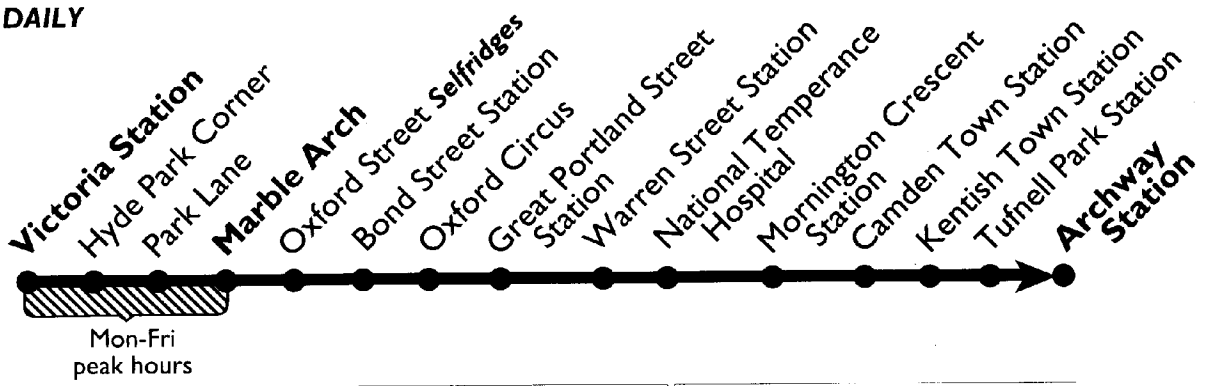 DAILY
Victoria Station
Hyde Park Corner
Park Lane
Marble Arch
Oxford Street Selfridges
Bond Street Station
Oxford Circus
Great Portland Street
Station
Warren Street Station
National Temperance
Hospital
Mornington Crescent
Station
Camden Town Station
Kentish Town Station
Tufnell Park Station
Archway
Station
Mon-Fri
peak hours